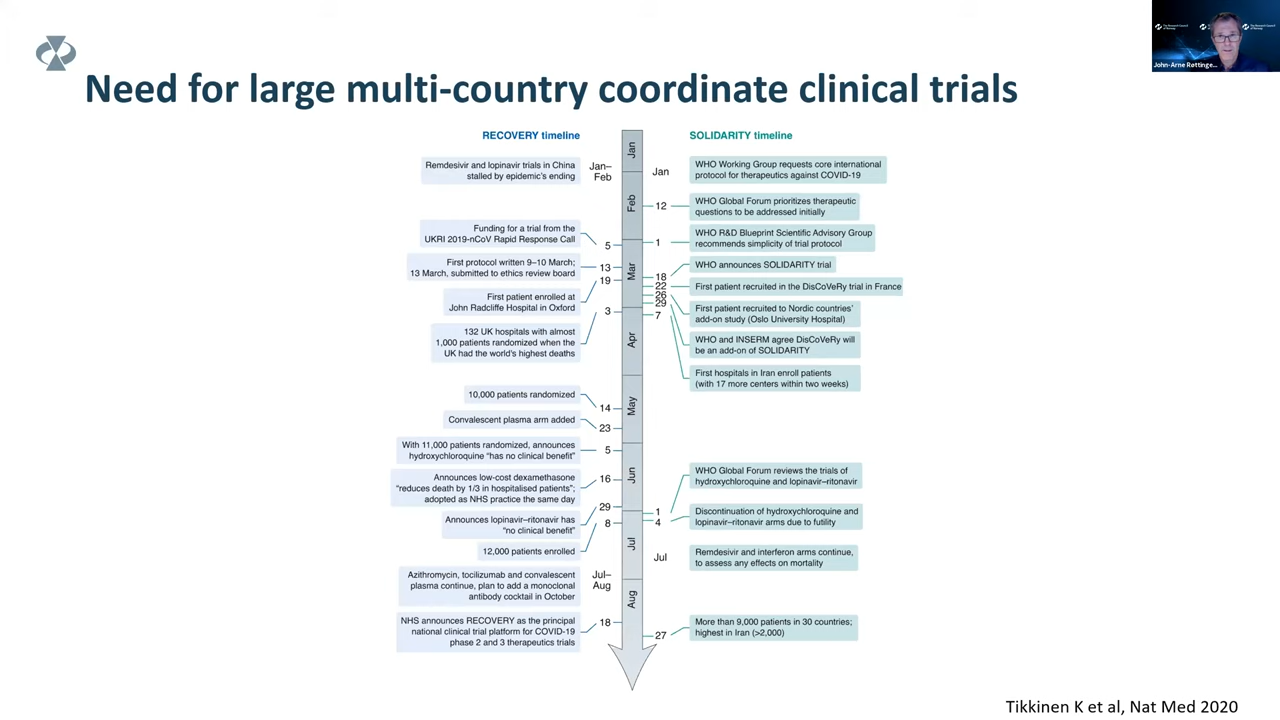 Need for large multi-country coordinate clinical trials
John-Arne Røttinge...
RECOVERY timeline
Remdesivir and lopinavir trials in China
stalled by epidemic's ending
Jan–
Feb
Funding for a trial from the
UKRI 2019-nCoV Rapid Response Call
5
First protocol written 9–10 March;
13 March, submitted to ethics review board
13
19
First patient enrolled at
John Radcliffe Hospital in Oxford
3
132 UK hospitals with almost
1,000 patients randomized when the
UK had the world's highest deaths
10,000 patients randomized
14
Convalescent plasma arm added
23
With 11,000 patients randomized, announces
hydroxychloroquine "has no clinical benefit"
5
Announces low-cost dexamethasone
"reduces death by 1/3 in hospitalised patients";
adopted as NHS practice the same day
16
29
Announces lopinavir–ritonavir has
"no clinical benefit"
8
12,000 patients enrolled
Jul–
Aug
Azithromycin, tocilizumab and convalescent
plasma continue, plan to add a monoclonal
antibody cocktail in October
NHS announces RECOVERY as the principal
national clinical trial platform for COVID-19
phase 2 and 3 therapeutics trials
18
Jan
Feb
Mar
Apr
May
Jun
Jul
Aug
SOLIDARITY timeline
Jan
WHO Working Group requests core international
protocol for therapeutics against COVID-19
12
WHO Global Forum prioritizes therapeutic
questions to be addressed initially
1
WHO R&D Blueprint Scientific Advisory Group
recommends simplicity of trial protocol
18
WHO announces SOLIDARITY trial
22
First patient recruited in the DisCoVeRy trial in France
26
First patient recruited to Nordic countries'
add-on study (Oslo University Hospital)
29
WHO and INSERM agree DisCoVeRy will
be an add-on of SOLIDARITY
7
First hospitals in Iran enroll patients
(with 17 more centers within two weeks)
WHO Global Forum reviews the trials of
hydroxychloroquine and lopinavir–ritonavir
1
4
Discontinuation of hydroxychloroquine and
lopinavir–ritonavir arms due to futility
Jul
Remdesivir and interferon arms continue,
to assess any effects on mortality
27
More than 9,000 patients in 30 countries;
highest in Iran (>2,000)
Tikkinen K et al, Nat Med 2020